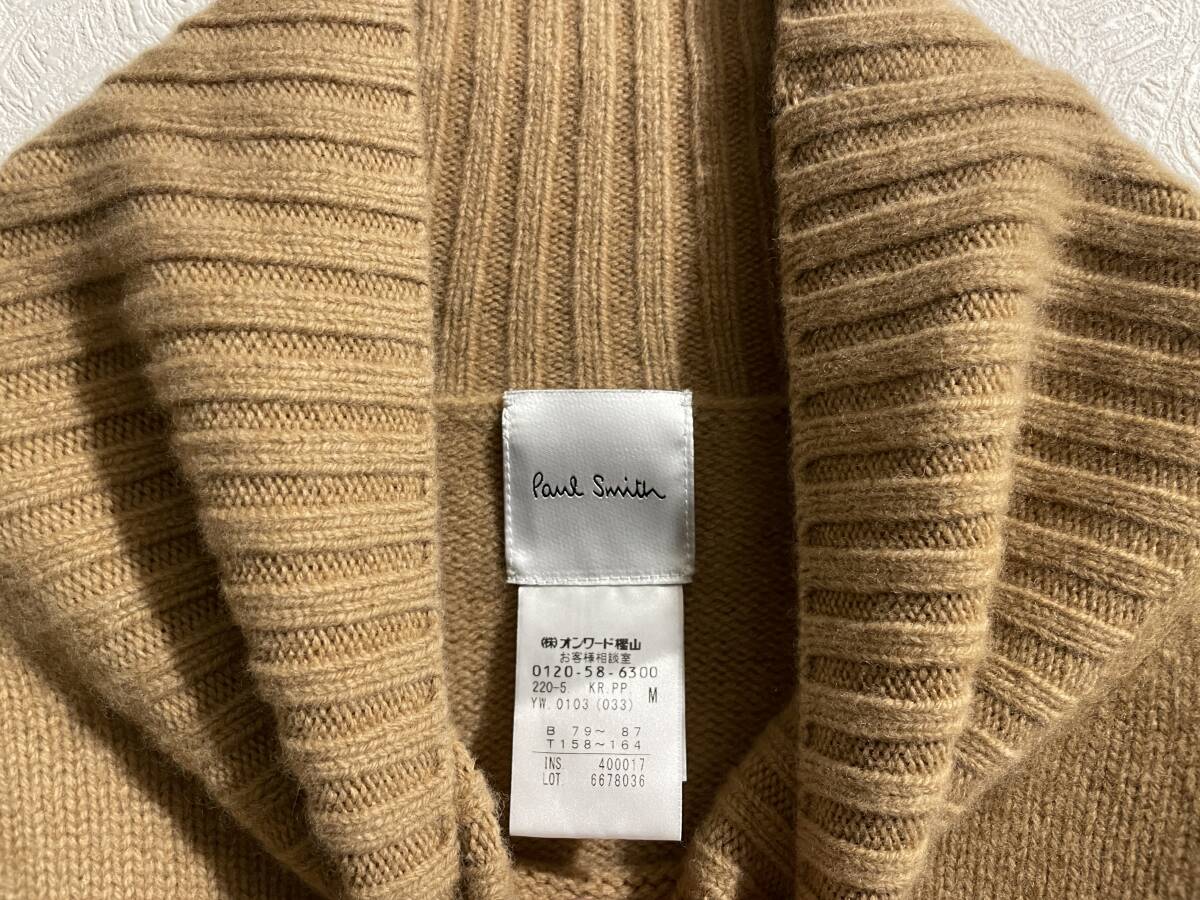 Paul Smith
㈱オンワード樫山
お客様相談室
0120-58-6300
220-5. KR.PP. M
YW. 0103 (033)
B 79～ 87
T 158～164
INS. 400017
LOT. 6678036